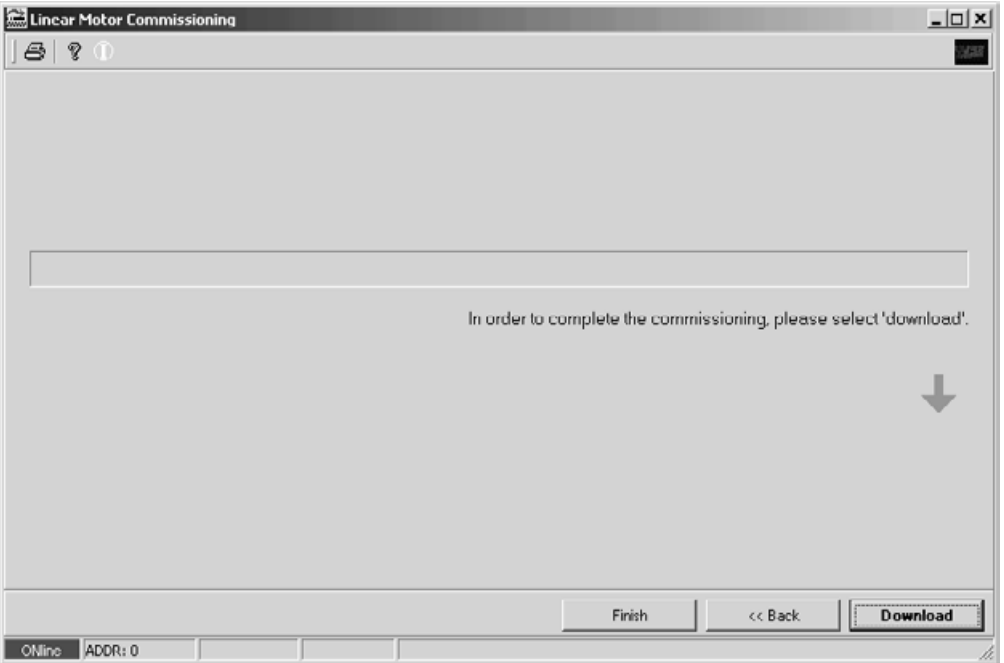 Linear Motor Commissioning
In order to complete the commissioning, please select 'download'.
Finish
<< Back
Download
ONline
ADDR: 0